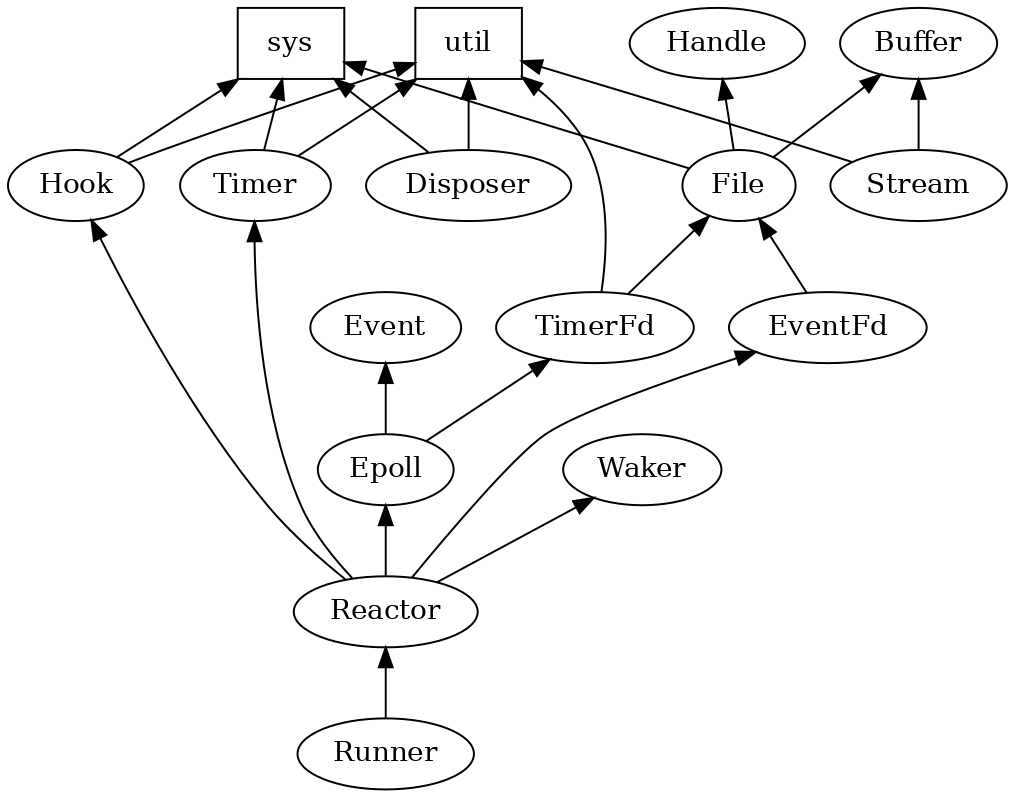 sys
util
Handle
Buffer
Hook
Timer
Disposer
File
Stream
Event
TimerFd
EventFd
Epoll
Waker
Reactor
Runner